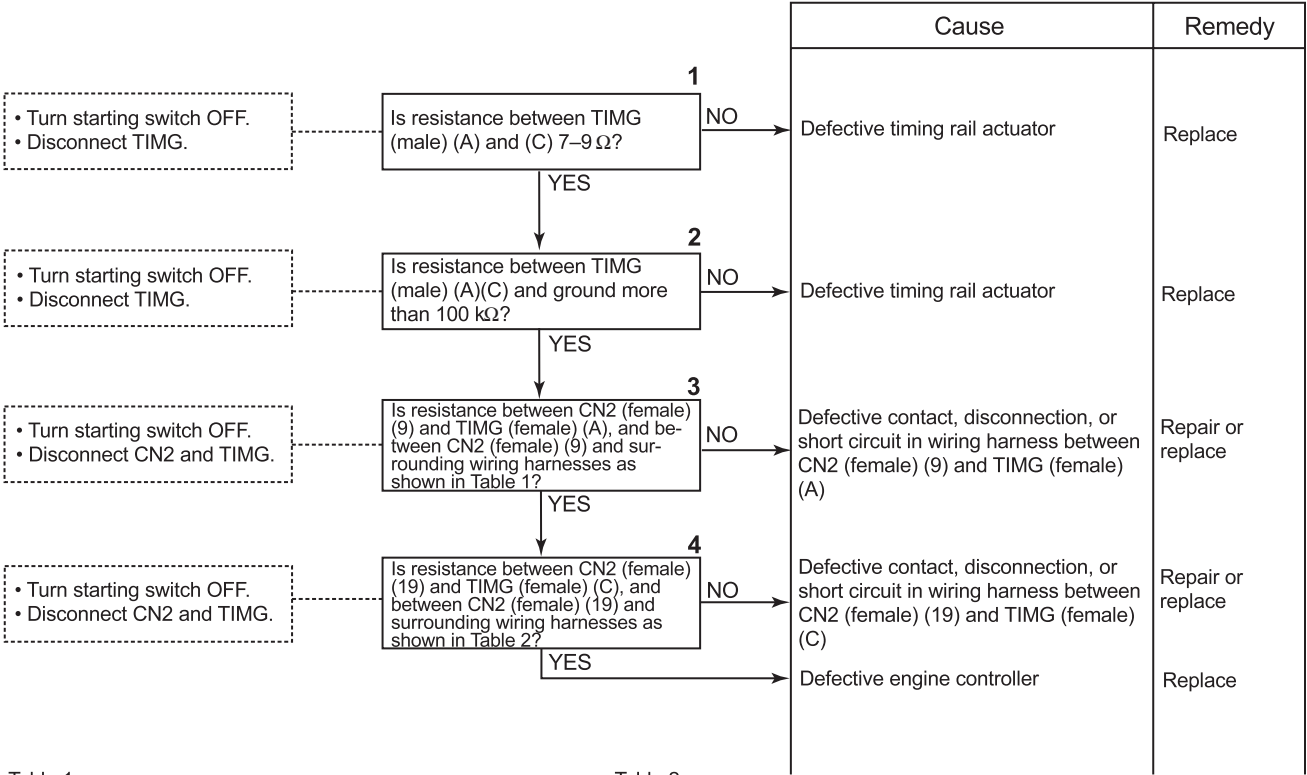 Cause
Remedy
1
• Turn starting switch OFF.
• Disconnect TIMG.
Is resistance between TIMG
(male) (A) and (C) 7–9 Ω?
NO
Defective timing rail actuator
Replace
YES
2
• Turn starting switch OFF.
• Disconnect TIMG.
Is resistance between TIMG
(male) (A)(C) and ground more
than 100 kΩ?
NO
Defective timing rail actuator
Replace
YES
3
• Turn starting switch OFF.
• Disconnect CN2 and TIMG.
Is resistance between CN2 (female)
(9) and TIMG (female) (A), and be-
tween CN2 (female) (9) and sur-
rounding wiring harnesses as
shown in Table 1?
NO
Defective contact, disconnection, or
short circuit in wiring harness between
CN2 (female) (9) and TIMG (female)
(A)
Repair or
replace
YES
4
• Turn starting switch OFF.
• Disconnect CN2 and TIMG.
Is resistance between CN2 (female)
(19) and TIMG (female) (C), and
between CN2 (female) (19) and
surrounding wiring harnesses as
shown in Table 2?
NO
Defective contact, disconnection, or
short circuit in wiring harness between
CN2 (female) (19) and TIMG (female)
(C)
Repair or
replace
YES
Defective engine controller
Replace